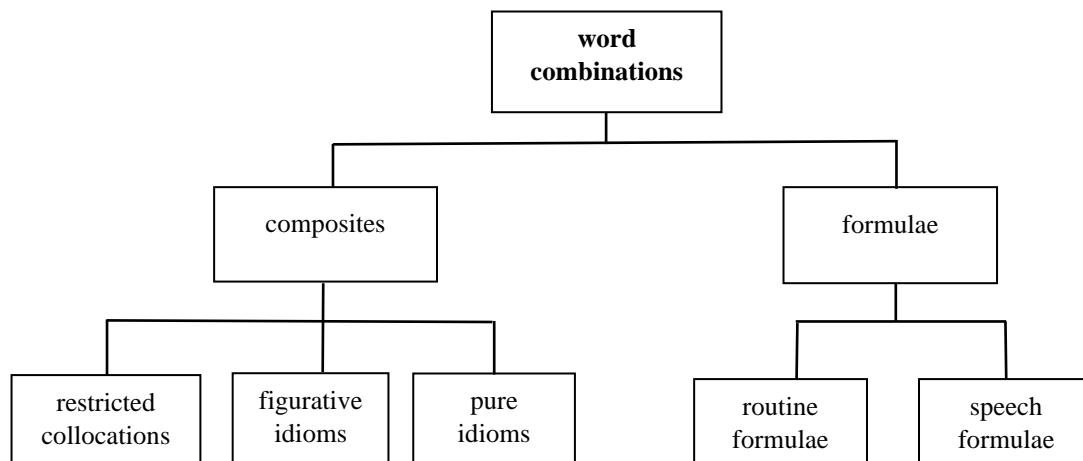 word
combinations
composites
formulae
restricted
collocations
figurative
idioms
pure
idioms
routine
formulae
speech
formulae